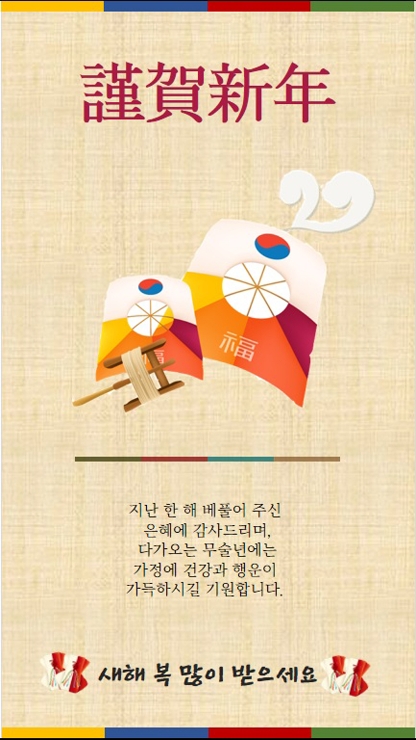 謹賀新年
福
福
지난 한 해 베풀어 주신
은혜에 감사드리며,
다가오는 무술년에는
가정에 건강과 행운이
가득하시길 기원합니다.
새해 복 많이 받으세요